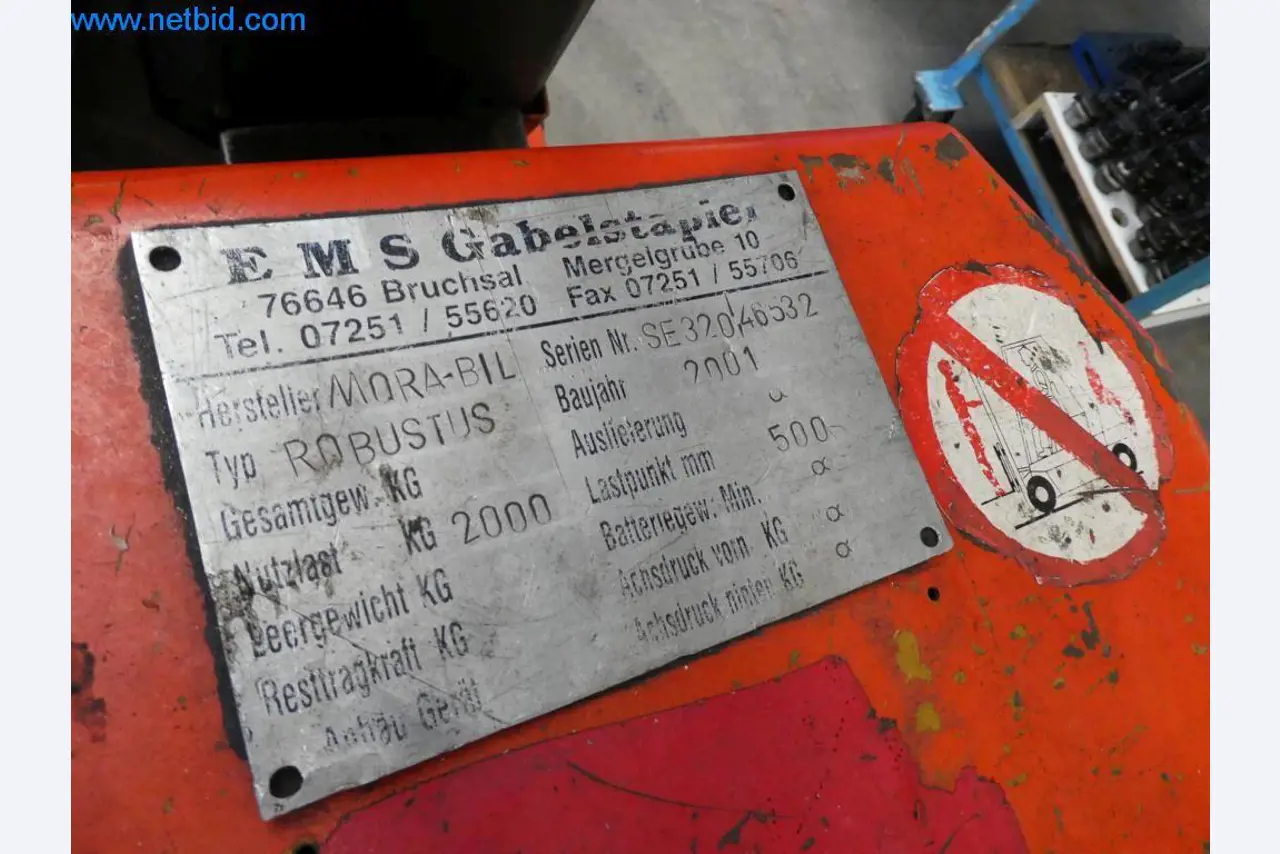 www.netbid.com
E M S Gabelstapler
76646 Bruchsal Mergelgrube 10
Tel. 07251 / 55620 Fax 07251 / 55706
Hersteller MORA-BIL
Typ ROBUSTUS
Gesamtgew. KG
Nutzlast KG 2000
Leergewicht KG
Resttragkraft KG
Anbau Gerät
Serien Nr. SE320
Baujahr 2001
Auslieferung
Lastpunkt mm 500
Batteriegew: Min.
Achsdruck vorn KG
Achsdruck hinten KG